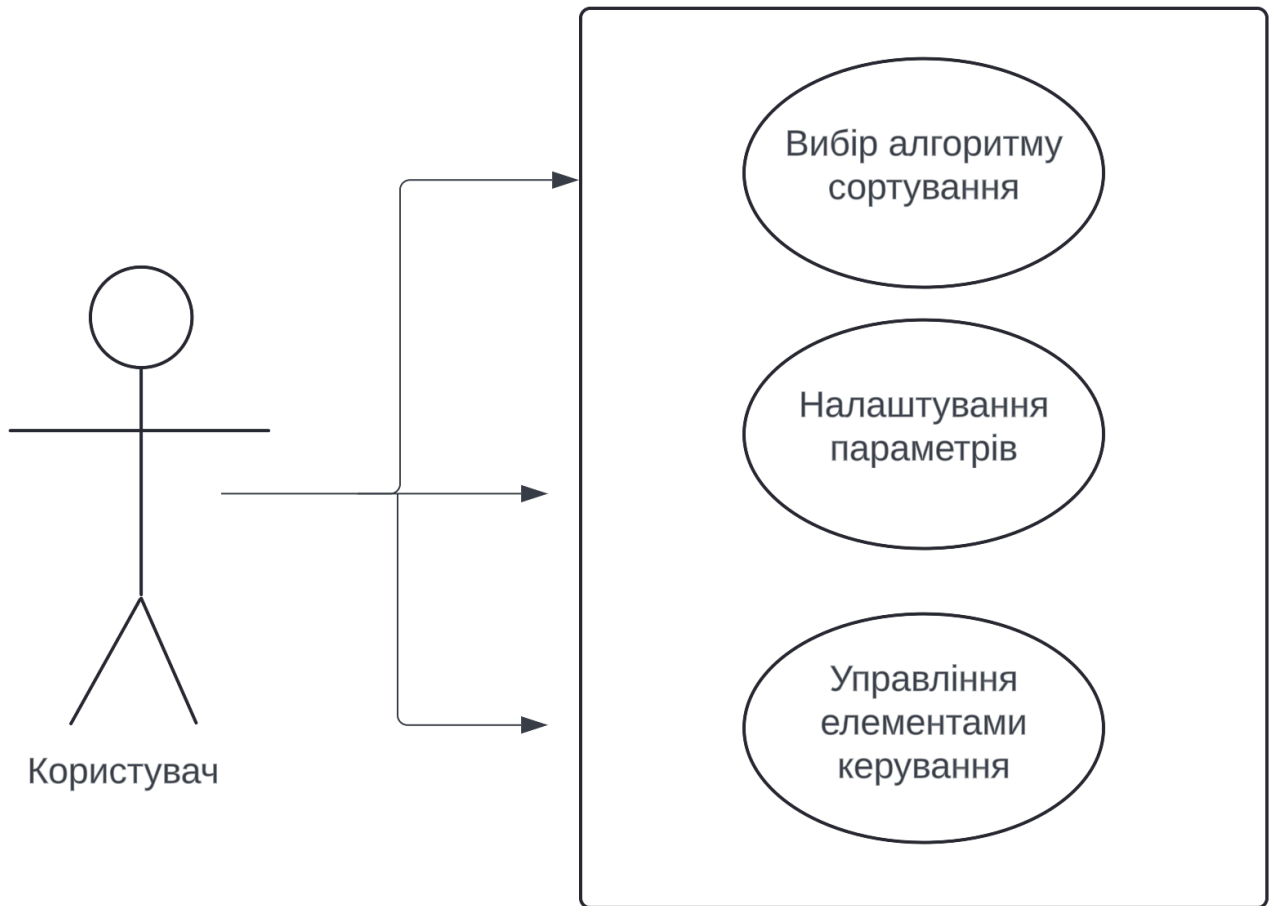 Вибір алгоритму
сортування
Налаштування
параметрів
Управління
елементами
керування
Користувач